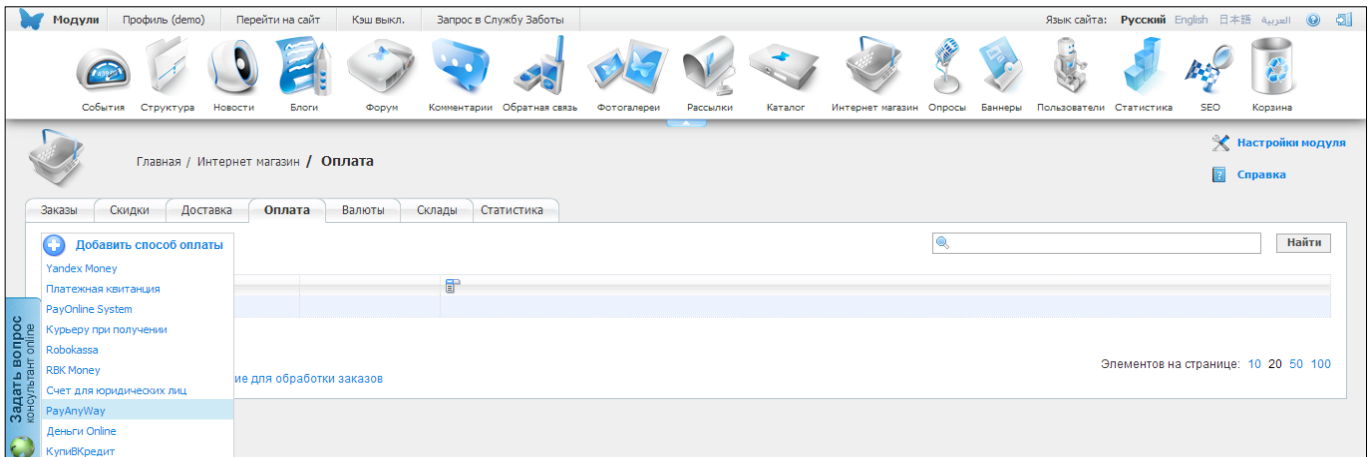 Модули Профиль (demo) Перейти на сайт Кэш выкл. Запрос в Службу Заботы Язык сайта: Русский English 日本語 العربية
События Структура Новости Блоги Форум Комментарии Обратная связь Фотогалереи Рассылки Каталог Интернет магазин Опросы Баннеры Пользователи Статистика SEO Корзина
Настройки модуля
Главная / Интернет магазин / Оплата
Справка
Заказы Скидки Доставка Оплата Валюты Склады Статистика
Добавить способ оплаты Найти
Yandex Money
Платежная квитанция
PayOnline System
Курьеру при получении
Robokassa
RBK Money
Элементов на странице: 10 20 50 100
ие для обработки заказов
Счет для юридических лиц
PayAnyWay
Деньги Online
КупиВКредит
Задать вопрос
консультант online